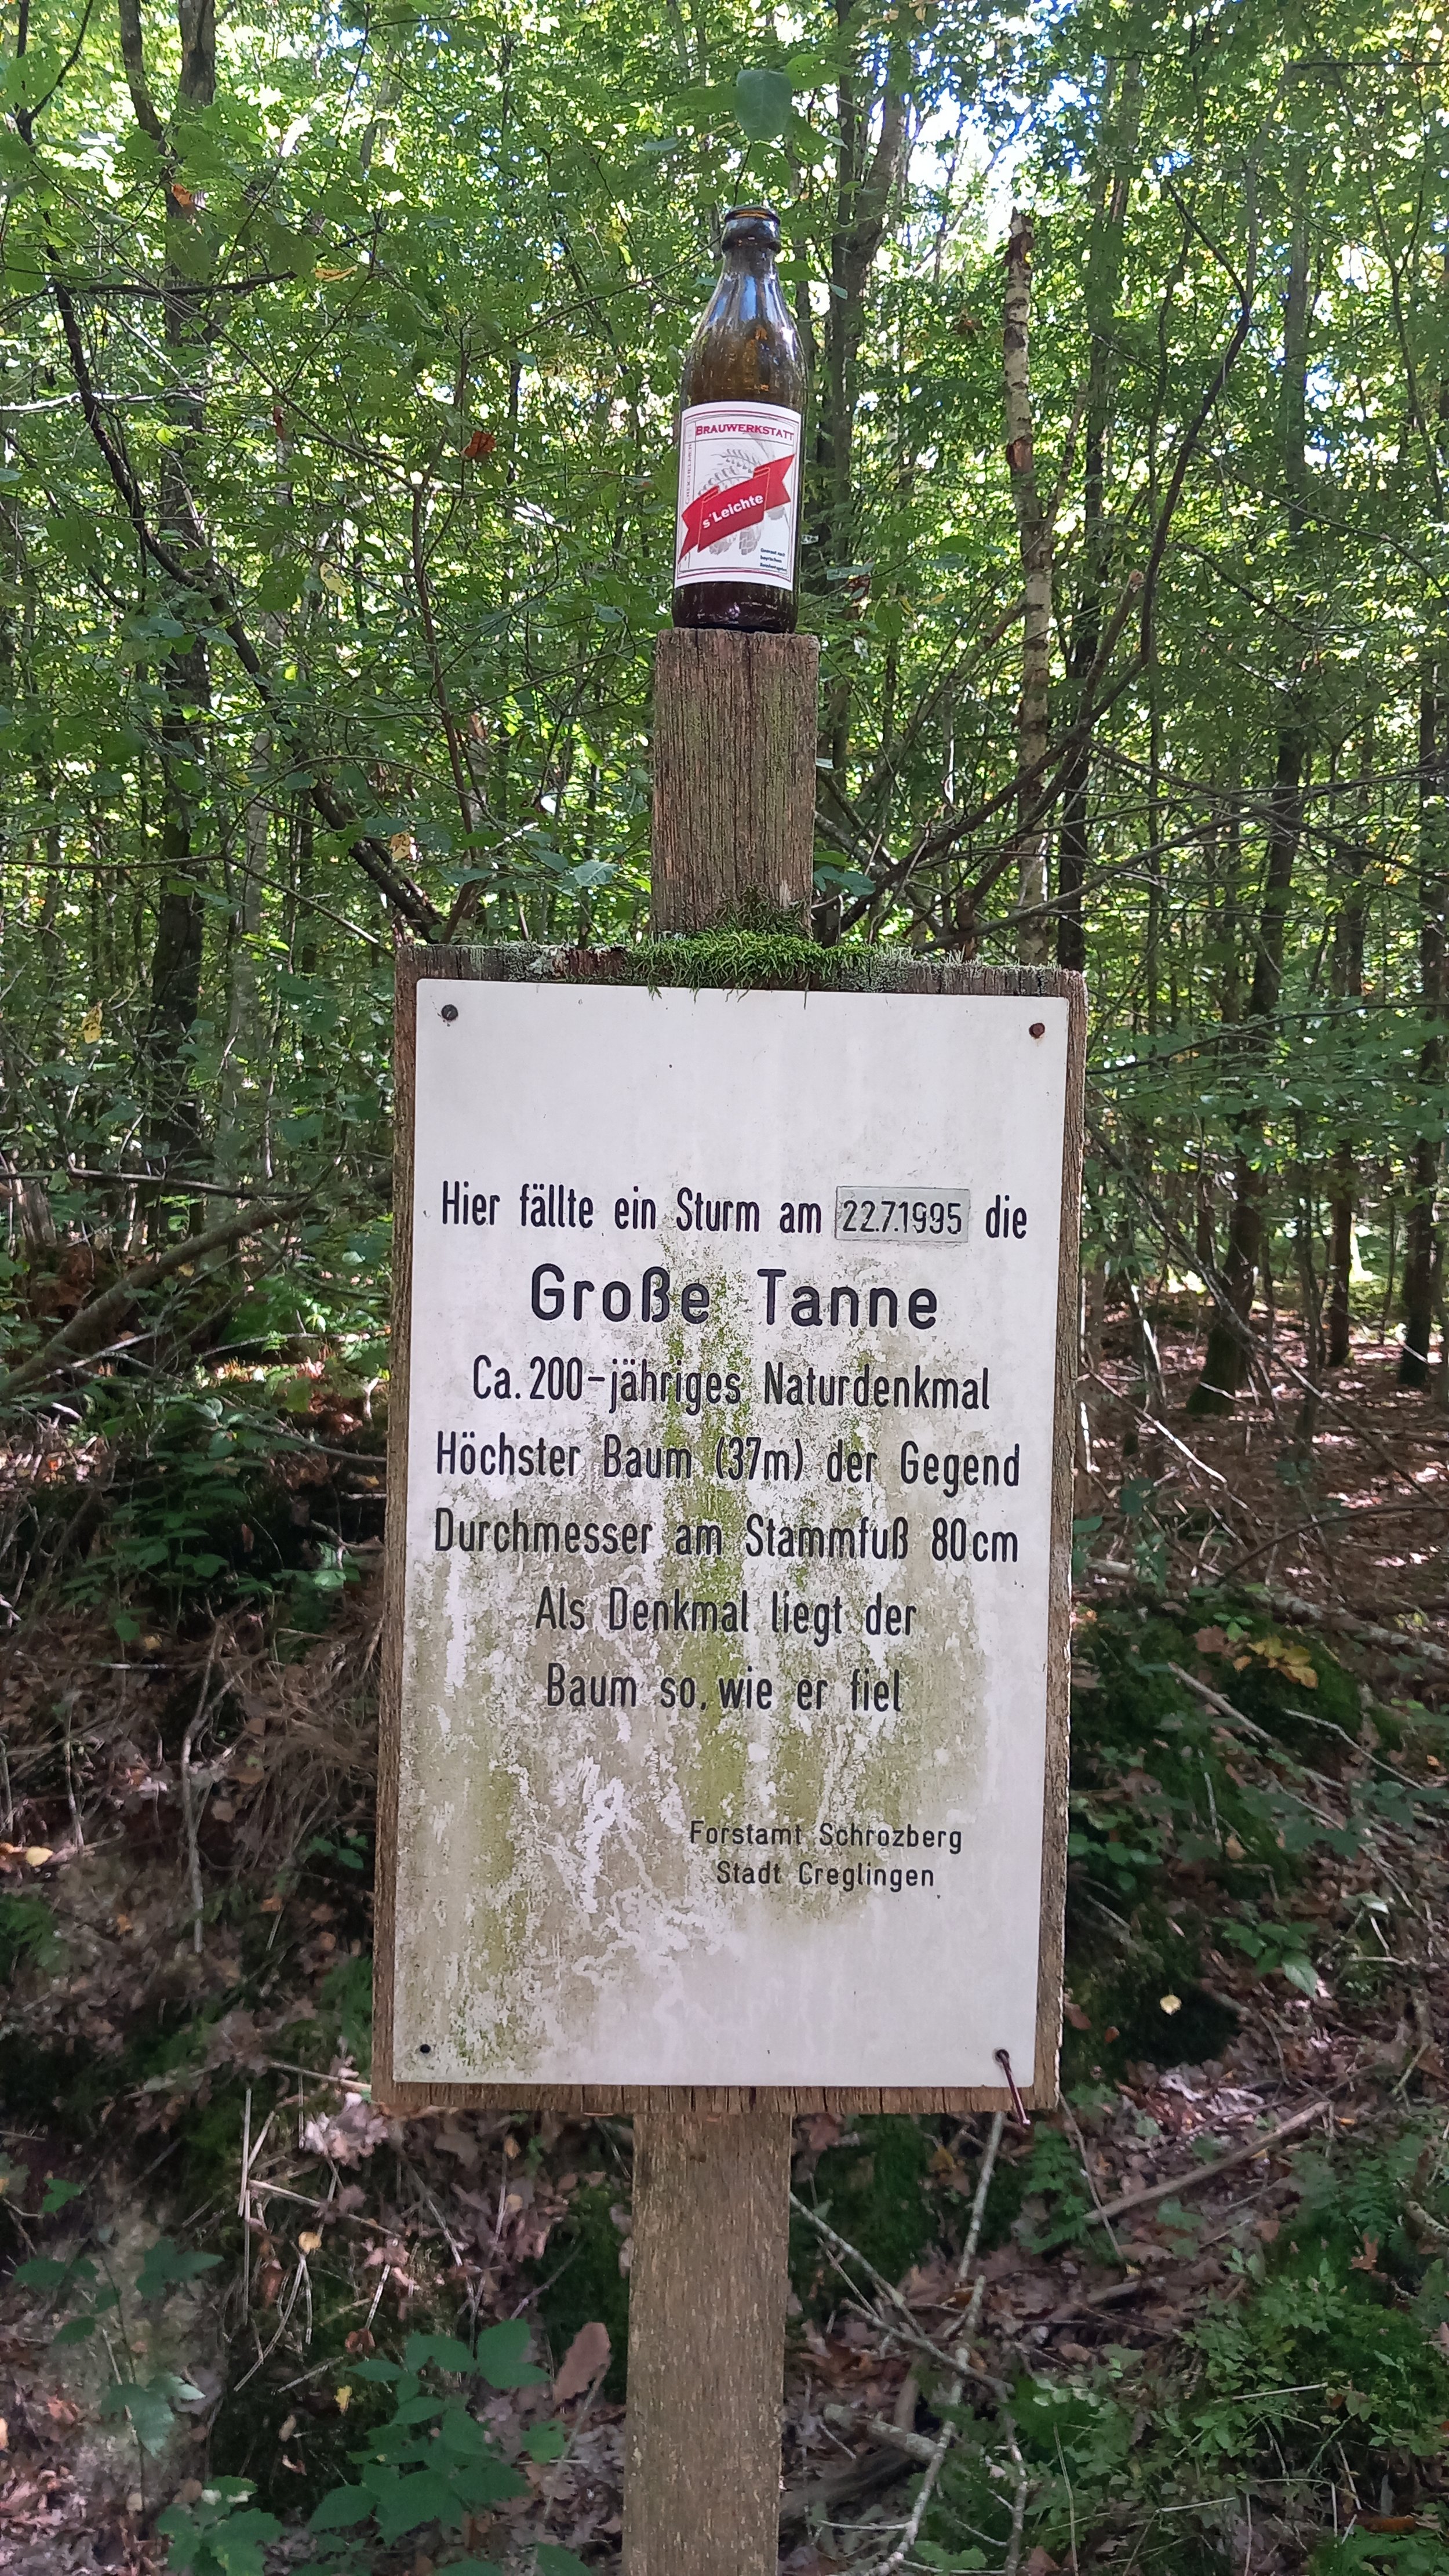 BRAUWERKSTATT
s'Leichte
Hier fällte ein Sturm am 22.7.1995 die
Große Tanne
Ca. 200-jähriges Naturdenkmal
Höchster Baum (37m) der Gegend
Durchmesser am Stammfuß 80cm
Als Denkmal liegt der
Baum so, wie er fiel
Forstamt Schrozberg
Stadt Creglingen